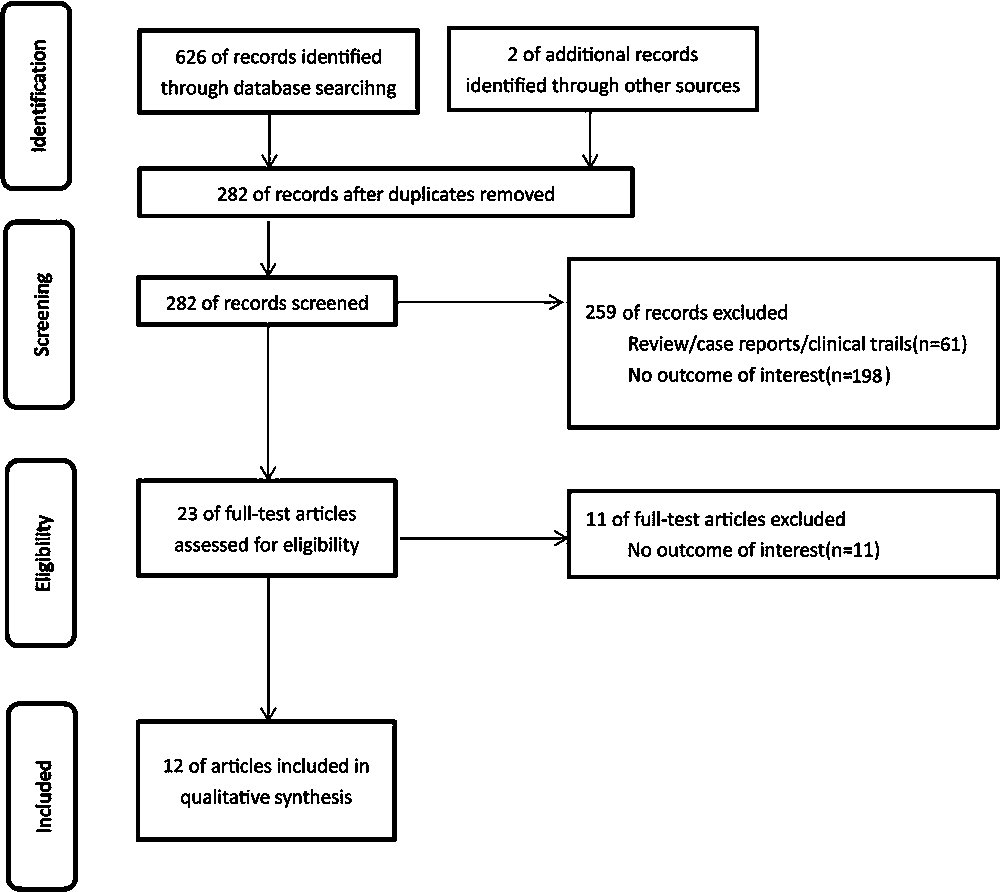 Identification
626 of records identified
through database searcihng
2 of additional records
identified through other sources
282 of records after duplicates removed
Screening
282 of records screened
259 of records excluded
Review/case reports/clinical trails(n=61)
No outcome of interest(n=198)
Eligibility
23 of full-test articles
assessed for eligibility
11 of full-test articles excluded
No outcome of interest(n=11)
Included
12 of articles included in
qualitative synthesis